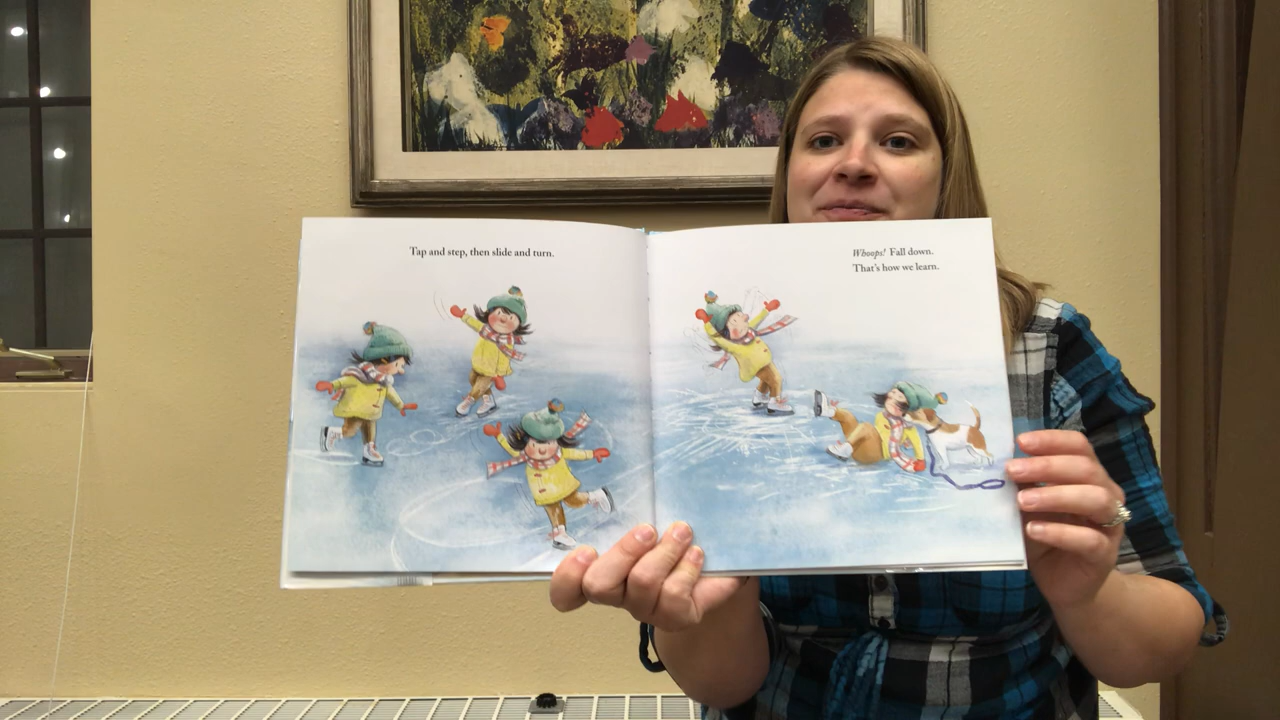 Tap and step, then slide and turn.
Whoops! Fall down.
That's how we learn.